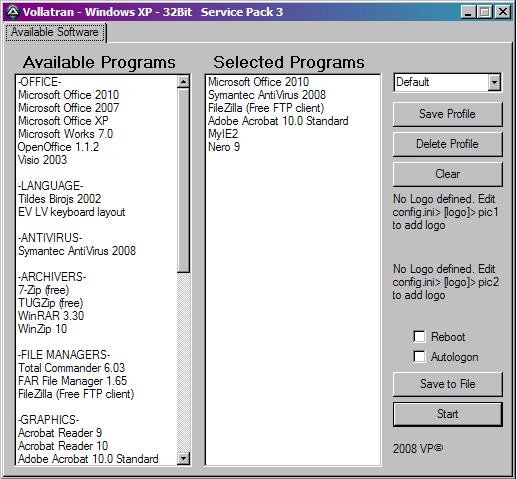 Vollatran - Windows XP - 32Bit Service Pack 3
Available Software
Available Programs
-OFFICE-
Microsoft Office 2010
Microsoft Office 2007
Microsoft Office XP
Microsoft Works 7.0
OpenOffice 1.1.2
Visio 2003
-LANGUAGE-
Tildes Birojs 2002
EV LV keyboard layout
-ANTIVIRUS-
Symantec AntiVirus 2008
-ARCHIVERS-
7-Zip (free)
TUGZip (free)
WinRAR 3.30
WinZip 10
-FILE MANAGERS-
Total Commander 6.03
FAR File Manager 1.65
FileZilla (Free FTP client)
-GRAPHICS-
Acrobat Reader 9
Acrobat Reader 10
Adobe Acrobat 10.0 Standard
Selected Programs
Microsoft Office 2010
Symantec AntiVirus 2008
FileZilla (Free FTP client)
Adobe Acrobat 10.0 Standard
MyIE2
Nero 9
Default
Save Profile
Delete Profile
Clear
No Logo defined. Edit
config.ini> [logo]> pic1
to add logo
No Logo defined. Edit
config.ini> [logo]> pic2
to add logo
Reboot
Autologon
Save to File
Start
2008 VP©